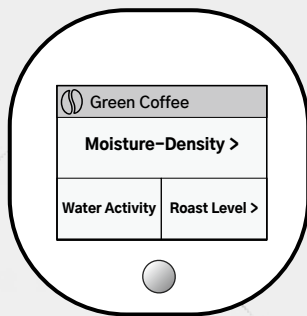 Green Coffee
Moisture-Density >
Water Activity
Roast Level >